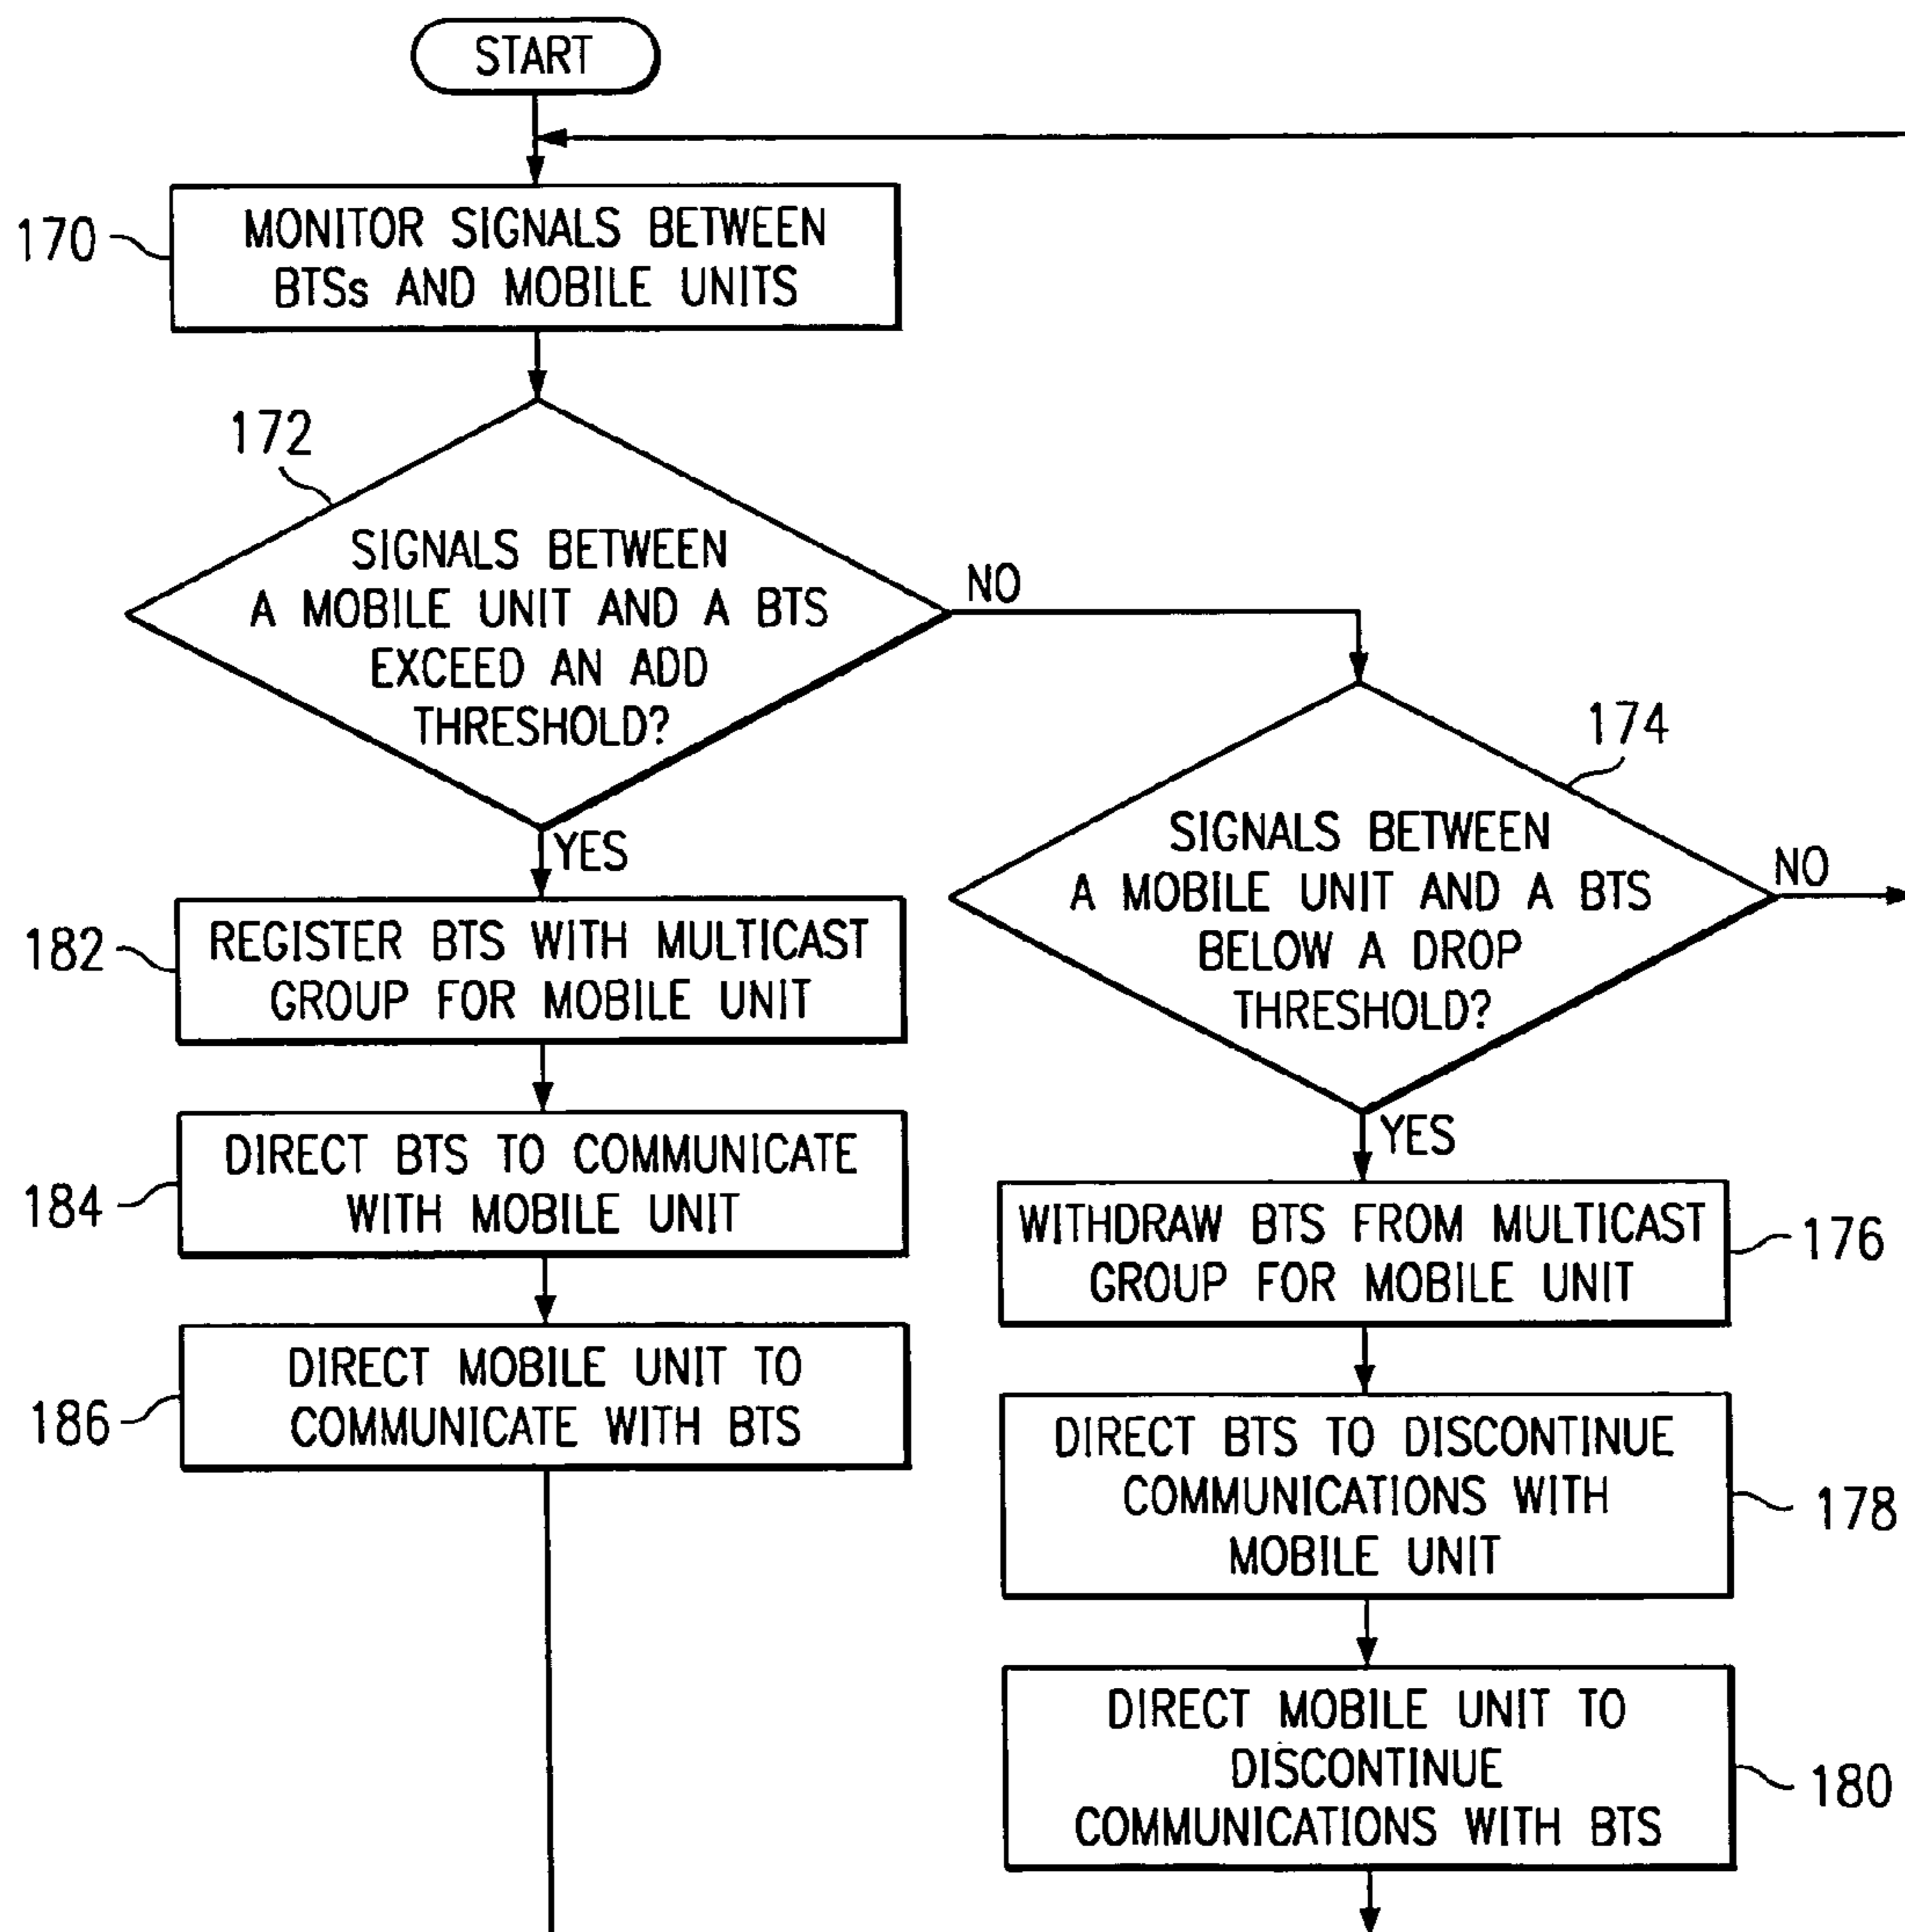 START
170
MONITOR SIGNALS BETWEEN
BTSs AND MOBILE UNITS
172
SIGNALS BETWEEN
A MOBILE UNIT AND A BTS
EXCEED AN ADD
THRESHOLD?
NO
YES
174
SIGNALS BETWEEN
A MOBILE UNIT AND A BTS
BELOW A DROP
THRESHOLD?
NO
YES
182
REGISTER BTS WITH MULTICAST
GROUP FOR MOBILE UNIT
184
DIRECT BTS TO COMMUNICATE
WITH MOBILE UNIT
186
DIRECT MOBILE UNIT TO
COMMUNICATE WITH BTS
WITHDRAW BTS FROM MULTICAST
GROUP FOR MOBILE UNIT
176
DIRECT BTS TO DISCONTINUE
COMMUNICATIONS WITH
MOBILE UNIT
178
DIRECT MOBILE UNIT TO
DISCONTINUE
COMMUNICATIONS WITH BTS
180